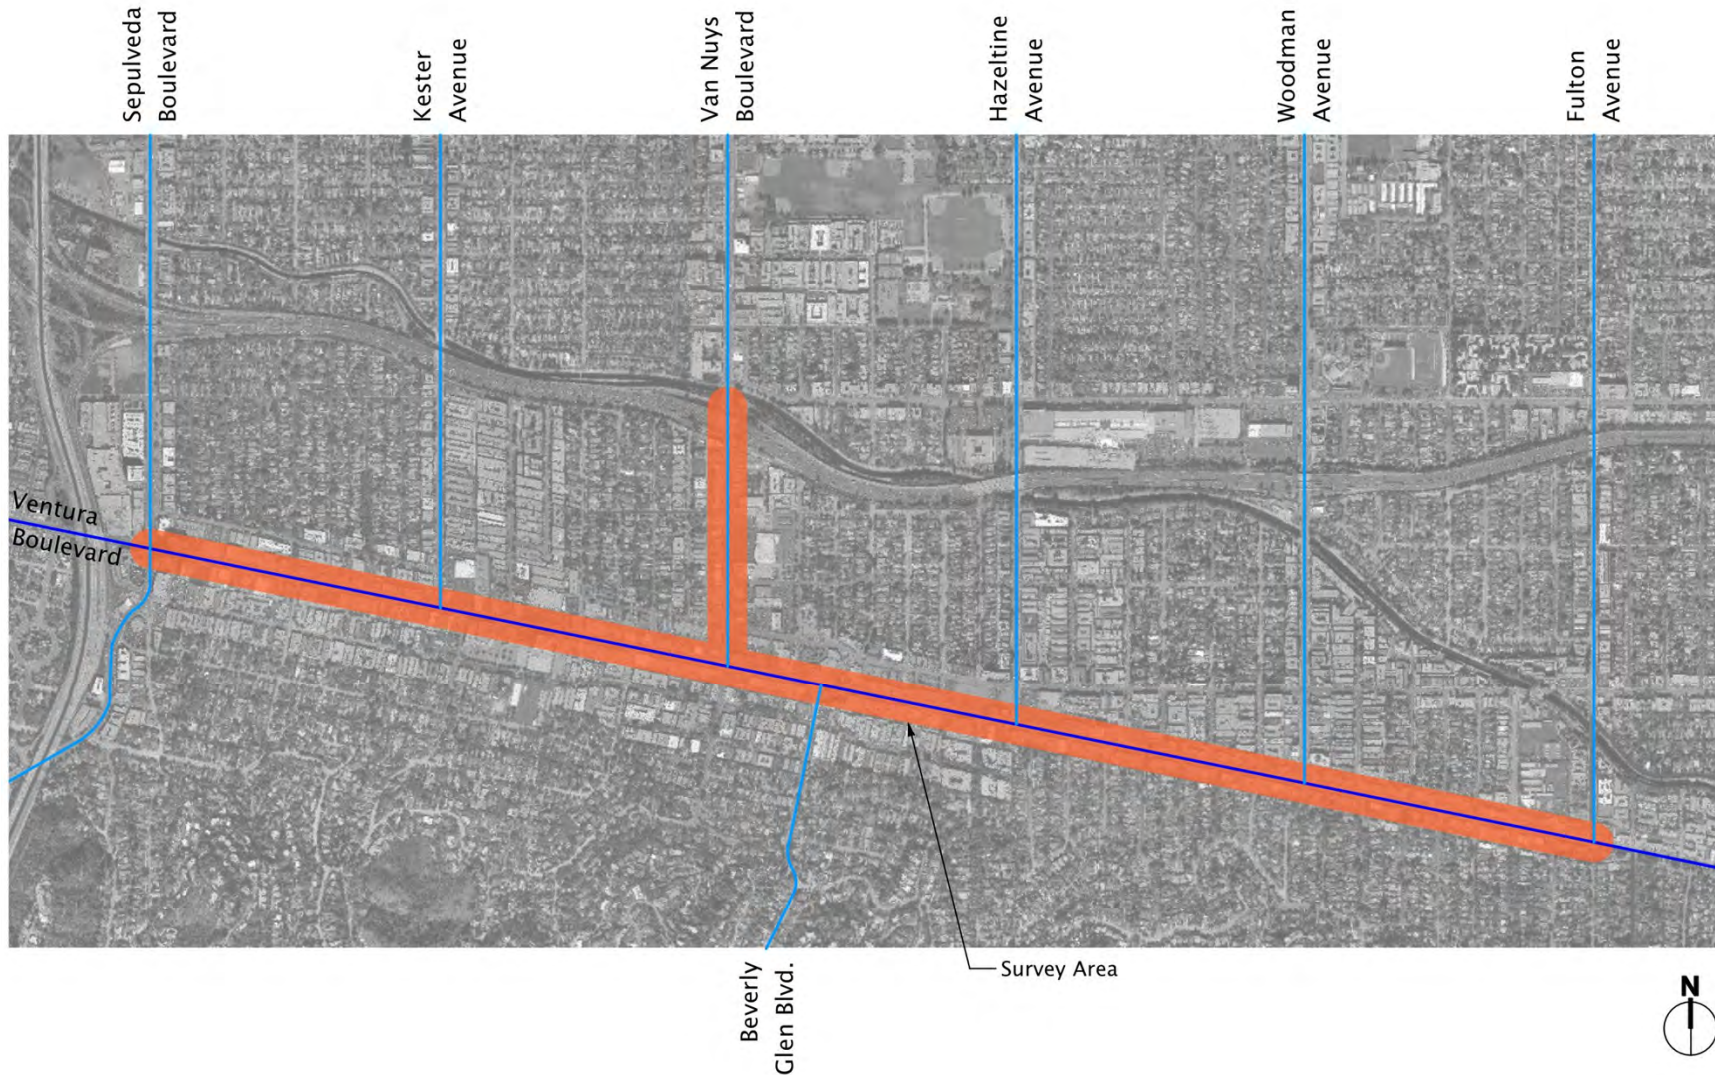 Sepulveda
Boulevard
Kester
Avenue
Van Nuys
Boulevard
Hazeltine
Avenue
Woodman
Avenue
Fulton
Avenue
Ventura
Boulevard
Survey Area
Beverly
Glen Blvd.
N